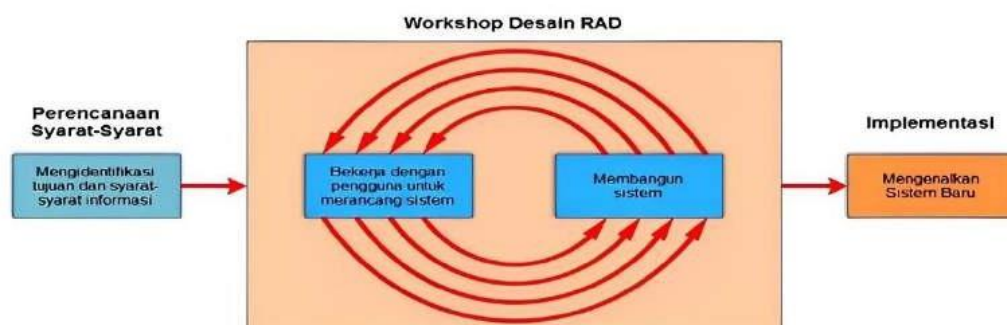 Workshop Desain RAD
Perencanaan
Syarat-Syarat
Mengidentifikasi
tujuan dan syarat-
syarat informasi
Bekerja dengan
pengguna untuk
merancang sistem
Membangun
sistem
Implementasi
Mengenalkan
Sistem Baru